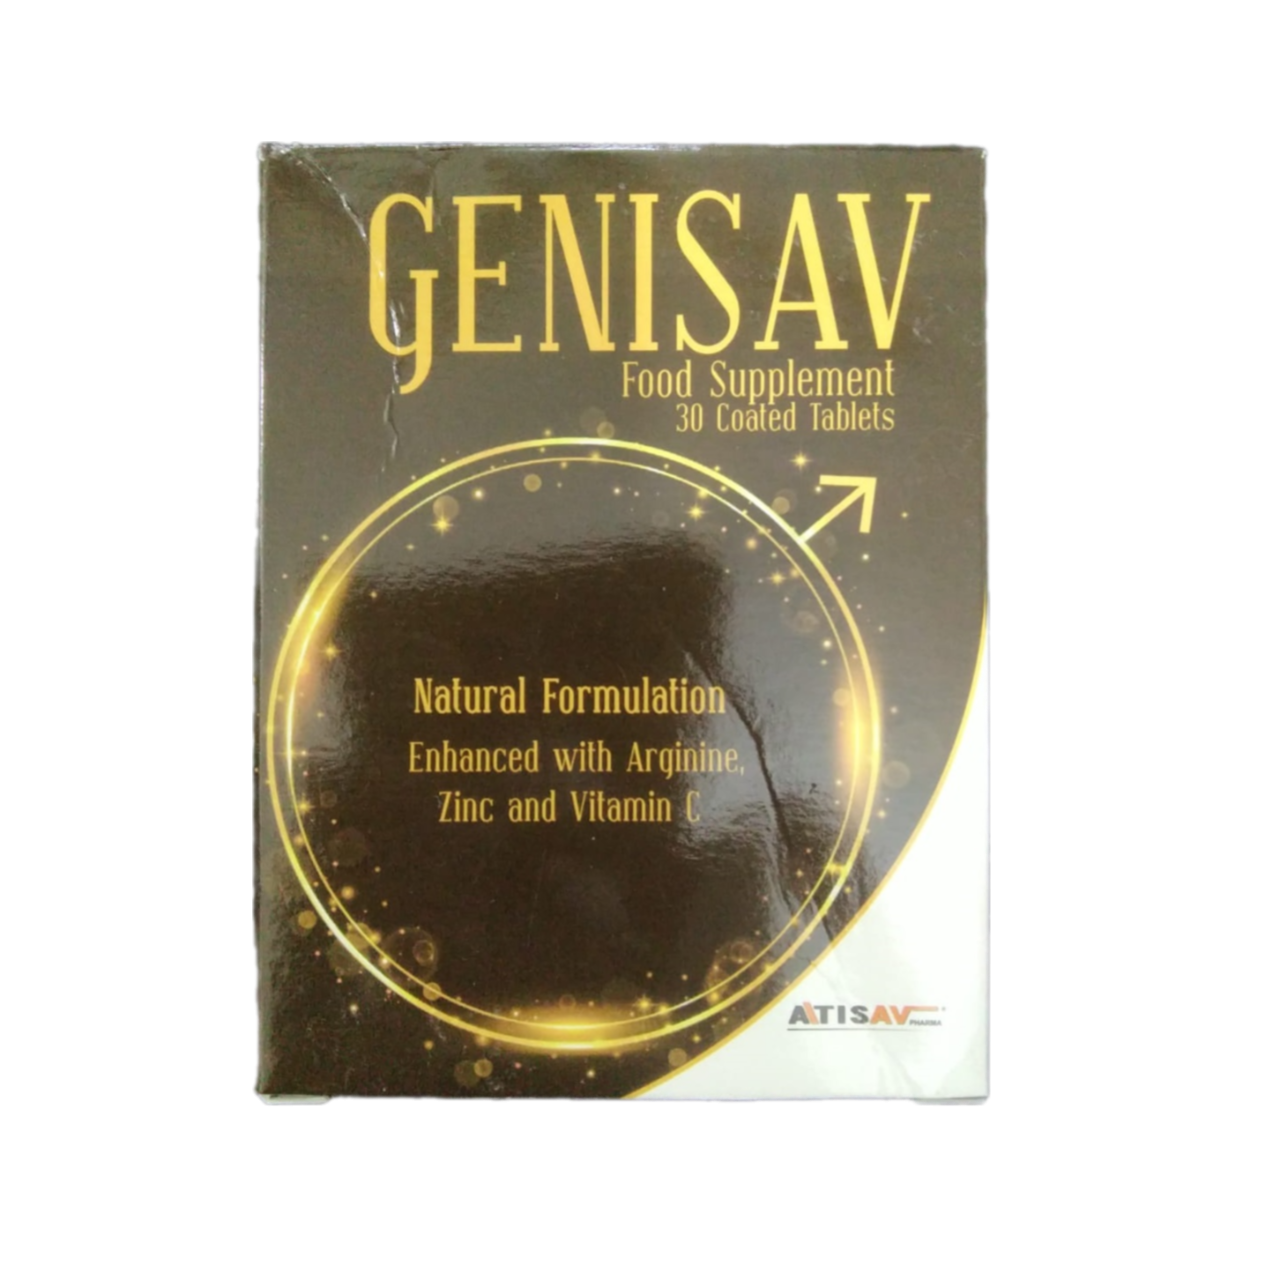 GENISAV
Food Supplement
30 Coated Tablets
Natural Formulation
Enhanced with Arginine,
Zinc and Vitamin C
ATISAV
PHARMA